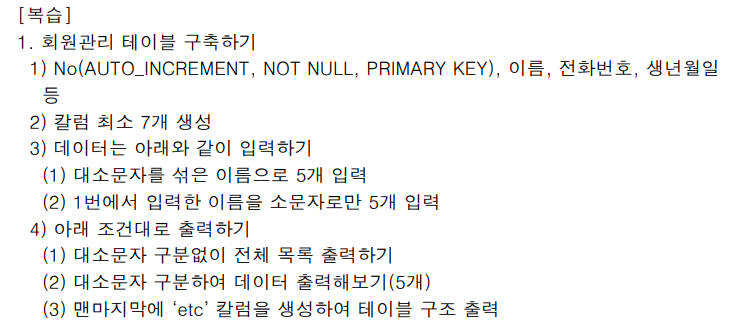 [복습]
1. 회원관리 테이블 구축하기
1) No(AUTO_INCREMENT, NOT NULL, PRIMARY KEY), 이름, 전화번호, 생년월일
등
2) 칼럼 최소 7개 생성
3) 데이터는 아래와 같이 입력하기
(1) 대소문자를 섞은 이름으로 5개 입력
(2) 1번에서 입력한 이름을 소문자로만 5개 입력
4) 아래 조건대로 출력하기
(1) 대소문자 구분없이 전체 목록 출력하기
(2) 대소문자 구분하여 데이터 출력해보기(5개)
(3) 맨마지막에 ‘etc’ 칼럼을 생성하여 테이블 구조 출력